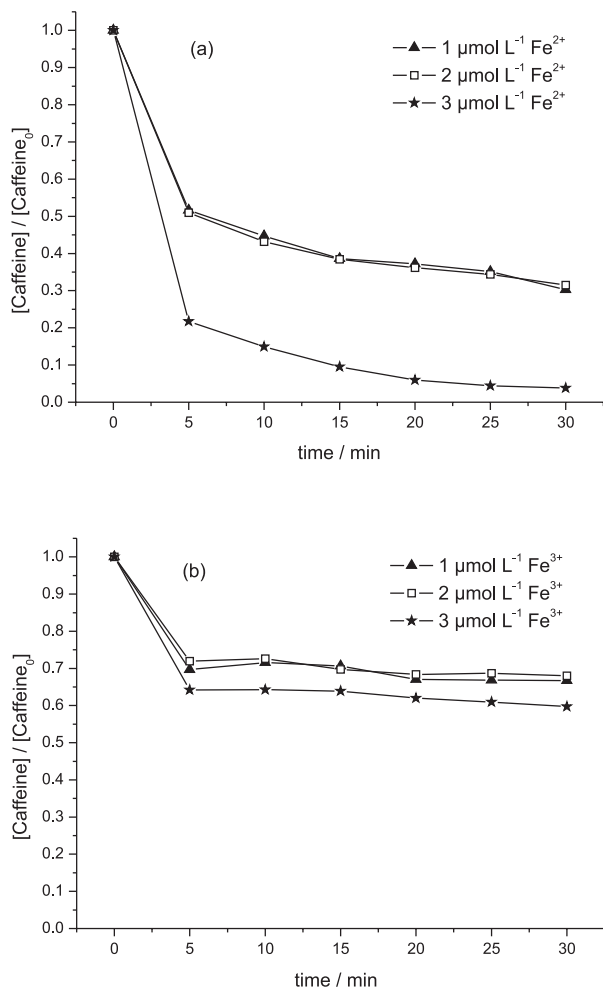 (a)
1 μmol L⁻¹ Fe²⁺
2 μmol L⁻¹ Fe²⁺
3 μmol L⁻¹ Fe²⁺
[Caffeine] / [Caffeine₀]
1.0
0.9
0.8
0.7
0.6
0.5
0.4
0.3
0.2
0.1
0.0
0 5 10 15 20 25 30
time / min
(b)
1 μmol L⁻¹ Fe³⁺
2 μmol L⁻¹ Fe³⁺
3 μmol L⁻¹ Fe³⁺
[Caffeine] / [Caffeine₀]
1.0
0.9
0.8
0.7
0.6
0.5
0.4
0.3
0.2
0.1
0.0
0 5 10 15 20 25 30
time / min